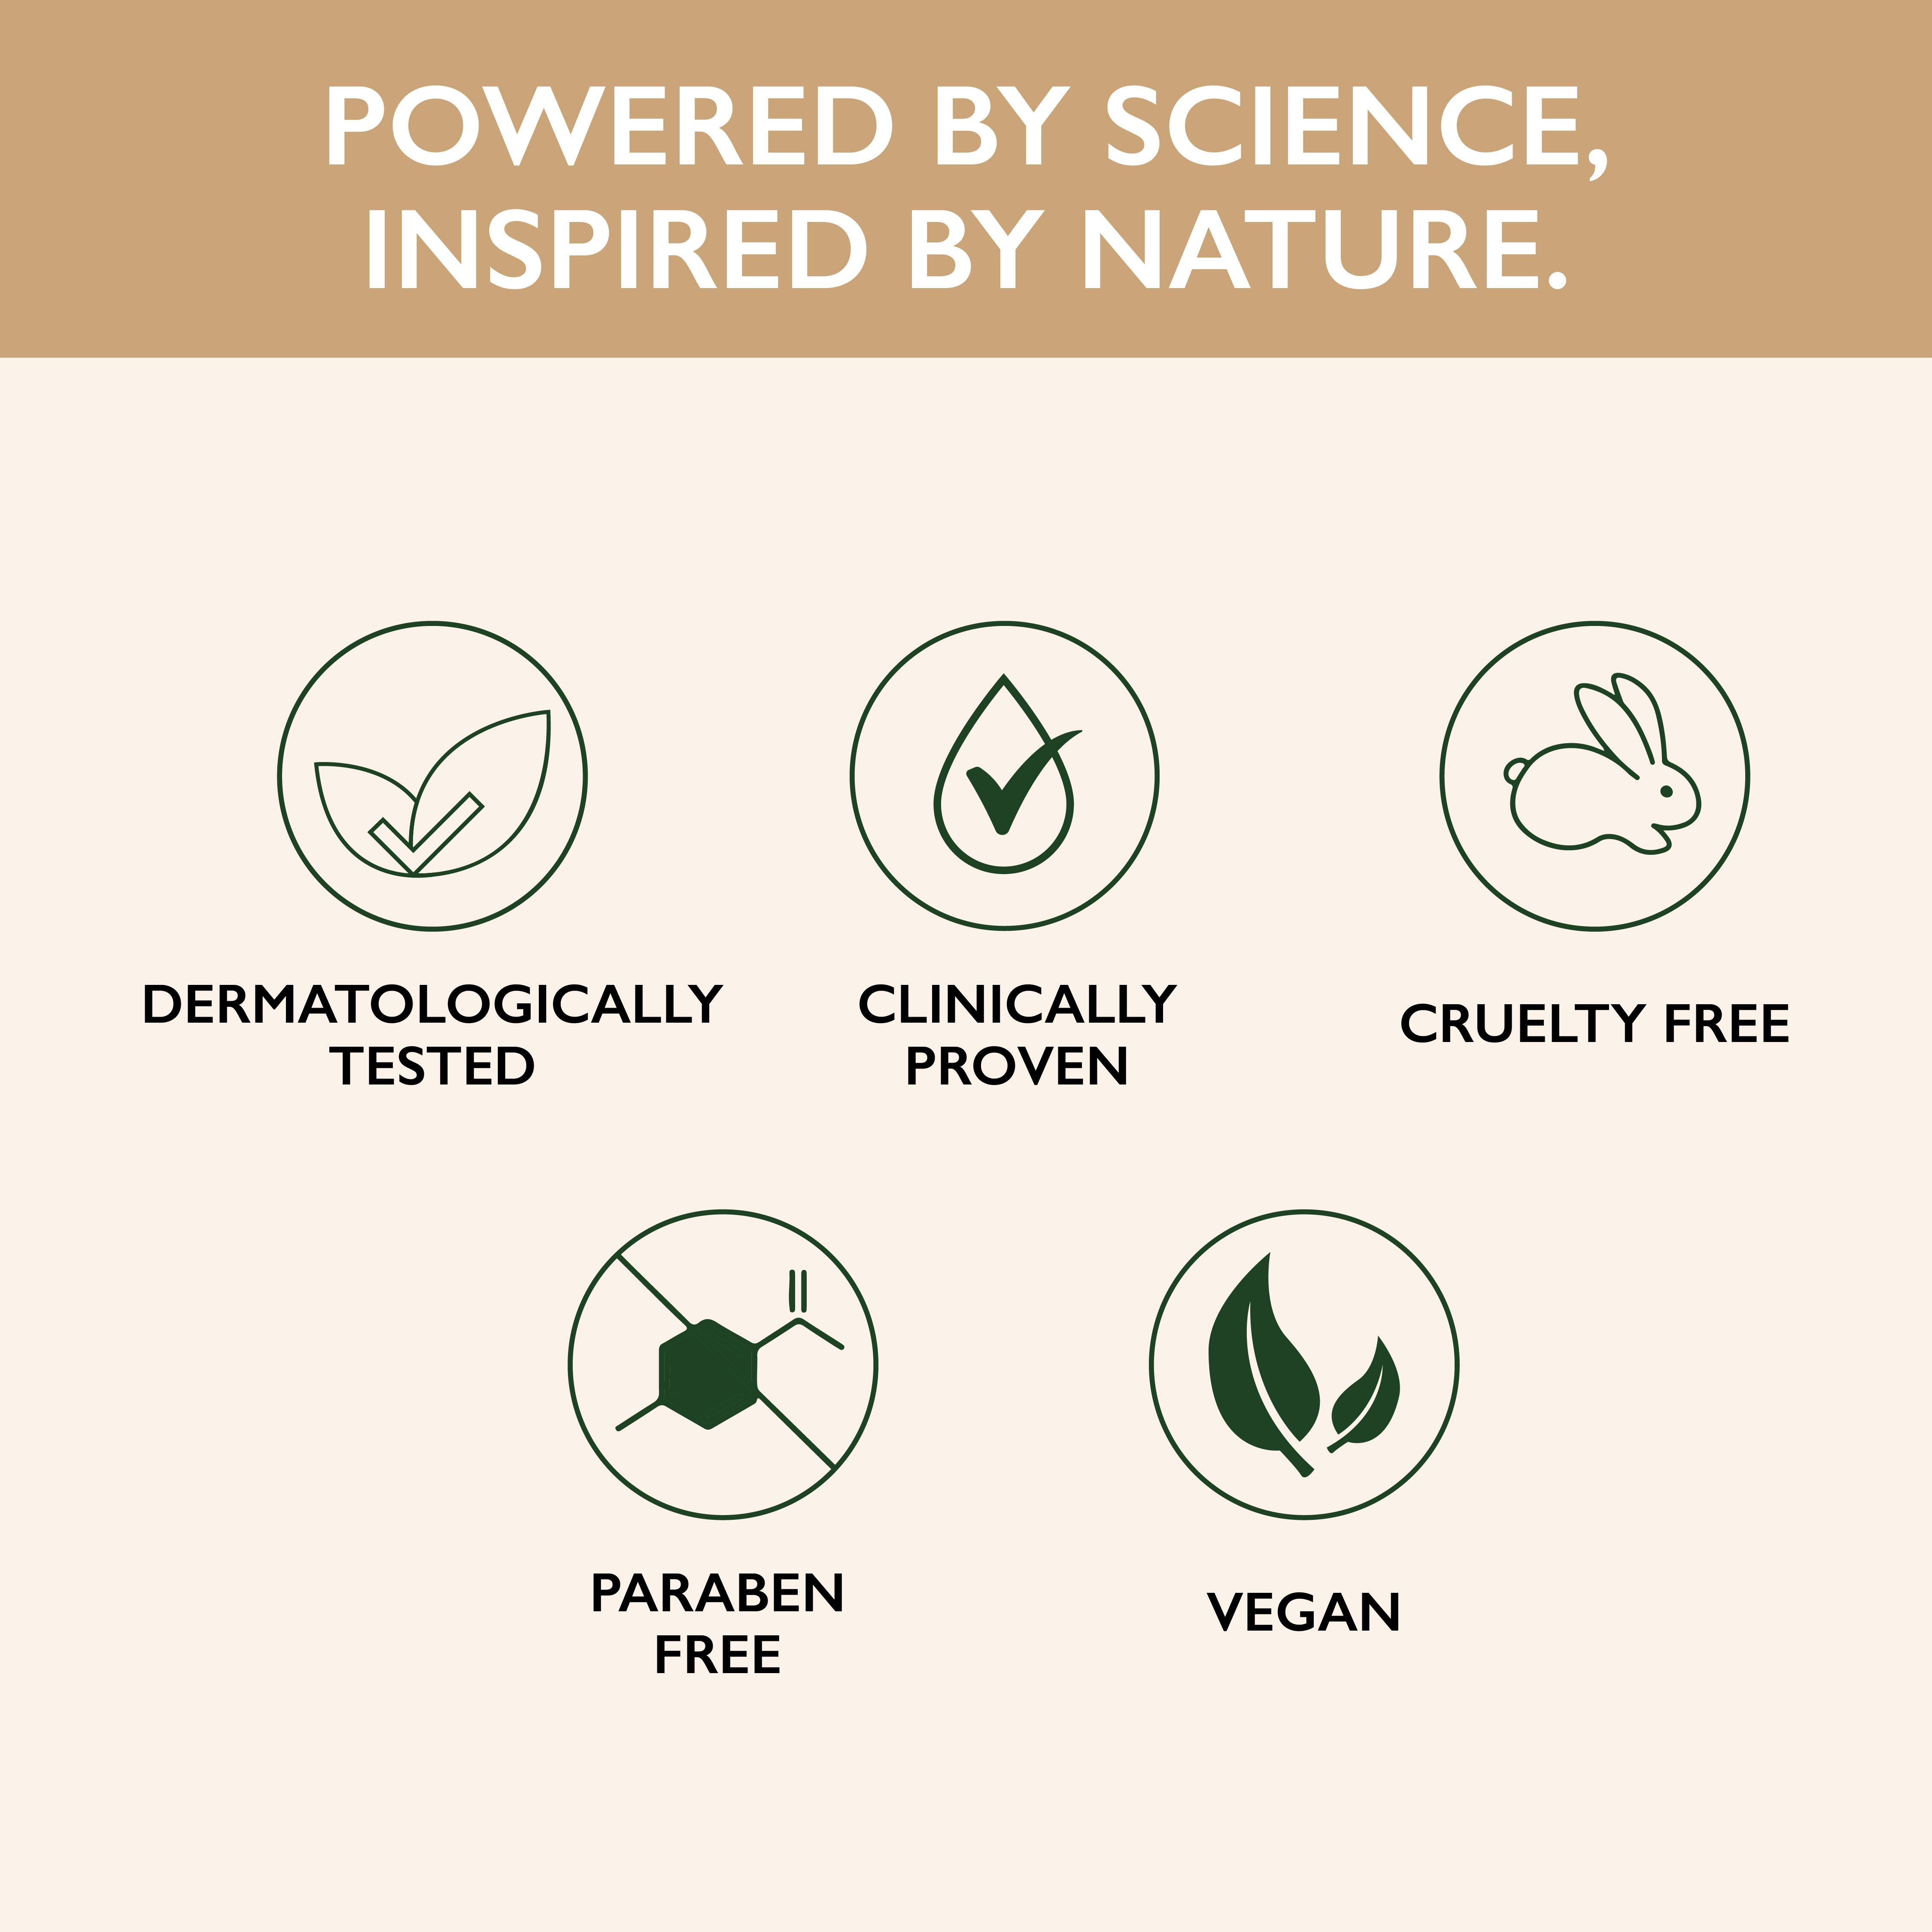 POWERED BY SCIENCE,
INSPIRED BY NATURE.
DERMATOLOGICALLY
TESTED
CLINICALLY
PROVEN
CRUELTY FREE
PARABEN
FREE
VEGAN